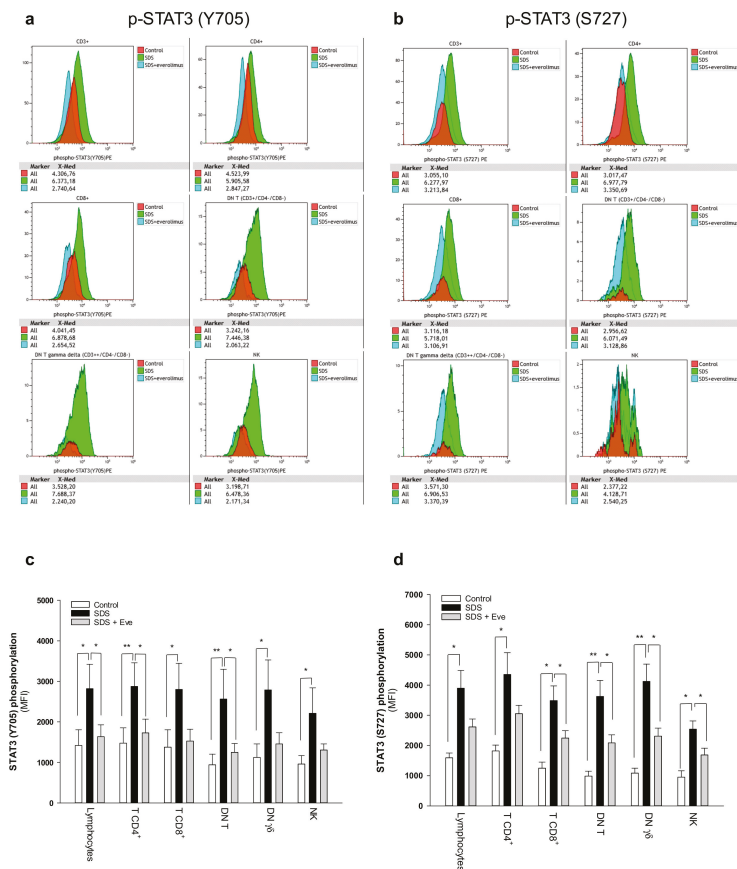 a
p-STAT3 (Y705)
b
p-STAT3 (S727)
CD3+
Control
SDS
SDS+everolimus
phospho-STAT3(Y705)PE
Marker X-Med
All 4.306,76
All 6.373,18
All 2.740,64
CD4+
Control
SDS
SDS+everolimus
phospho-STAT3(Y705)PE
Marker X-Med
All 4.523,99
All 5.905,58
All 2.847,27
CD8+
Control
SDS
SDS+everolimus
phospho-STAT3(Y705)PE
Marker X-Med
All 4.041,45
All 6.878,68
All 2.654,52
DN T (CD3+/CD4-/CD8-)
Control
SDS
SDS+everolimus
phospho-STAT3(Y705)PE
Marker X-Med
All 3.242,16
All 7.446,38
All 2.063,22
DN T gamma delta (CD3++/CD4-/CD8-)
Control
SDS
SDS+everolimus
phospho-STAT3(Y705)PE
Marker X-Med
All 3.528,20
All 7.688,37
All 2.240,20
NK
Control
SDS
SDS+everolimus
phospho-STAT3(Y705)PE
Marker X-Med
All 3.198,71
All 6.478,36
All 2.171,34
CD3+
Control
SDS
SDS+everolimus
phospho-STAT3 (S727) PE
Marker X-Med
All 3.055,10
All 6.277,97
All 3.213,84
CD4+
Control
SDS
SDS+everolimus
phospho-STAT3 (S727) PE
Marker X-Med
All 3.017,47
All 6.977,79
All 3.350,69
CD8+
Control
SDS
SDS+everolimus
phospho-STAT3 (S727) PE
Marker X-Med
All 3.116,18
All 5.718,01
All 3.106,91
DN T (CD3+/CD4-/CD8-)
Control
SDS
SDS+everolimus
phospho-STAT3 (S727) PE
Marker X-Med
All 2.956,62
All 6.071,49
All 3.128,86
DN T gamma delta (CD3++/CD4-/CD8-)
Control
SDS
SDS+everolimus
phospho-STAT3 (S727) PE
Marker X-Med
All 3.571,30
All 6.906,53
All 3.370,39
NK
Control
SDS
SDS+everolimus
phospho-STAT3 (S727) PE
Marker X-Med
All 2.377,22
All 4.128,71
All 2.540,25
c
STAT3 (Y705) phosphorylation
(MFI)
5000
4000
3000
2000
1000
0
Control
SDS
SDS + Eve
* * ** * * ** * * *
Lymphocytes
T CD4+
T CD8+
DN T
DN γδ
NK
d
STAT3 (S727) phosphorylation
(MFI)
7000
6000
5000
4000
3000
2000
1000
0
Control
SDS
SDS + Eve
* * * * ** * ** * * *
Lymphocytes
T CD4+
T CD8+
DN T
DN γδ
NK